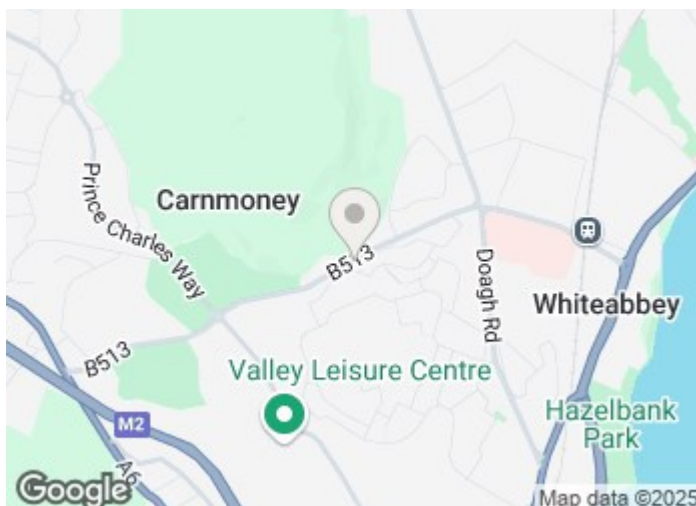 Carnmoney
Prince Charles Way
B513
Doagh Rd
Whiteabbey
B513
Valley Leisure Centre
Hazelbank
Park
M2
A6
Google
Map data ©2025